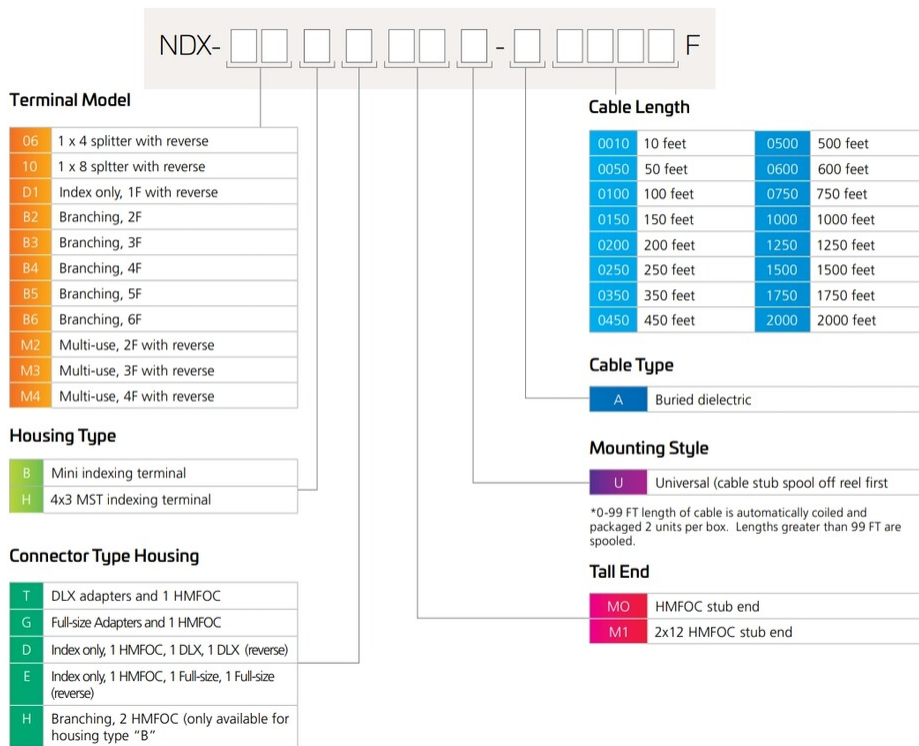 NDX- - F
Terminal Model
06 1 x 4 splitter with reverse
10 1 x 8 spltter with reverse
D1 Index only, 1F with reverse
B2 Branching, 2F
B3 Branching, 3F
B4 Branching, 4F
B5 Branching, 5F
B6 Branching, 6F
M2 Multi-use, 2F with reverse
M3 Multi-use, 3F with reverse
M4 Multi-use, 4F with reverse
Housing Type
B Mini indexing terminal
H 4x3 MST indexing terminal
Connector Type Housing
T DLX adapters and 1 HMFOC
G Full-size Adapters and 1 HMFOC
D Index only, 1 HMFOC, 1 DLX, 1 DLX (reverse)
E Index only, 1 HMFOC, 1 Full-size, 1 Full-size
(reverse)
H Branching, 2 HMFOC (only available for
housing type "B"
Cable Length
0010 10 feet 0500 500 feet
0050 50 feet 0600 600 feet
0100 100 feet 0750 750 feet
0150 150 feet 1000 1000 feet
0200 200 feet 1250 1250 feet
0250 250 feet 1500 1500 feet
0350 350 feet 1750 1750 feet
0450 450 feet 2000 2000 feet
Cable Type
A Buried dielectric
Mounting Style
U Universal (cable stub spool off reel first
*0-99 FT length of cable is automatically coiled and
packaged 2 units per box. Lengths greater than 99 FT are
spooled.
Tall End
MO HMFOC stub end
M1 2x12 HMFOC stub end